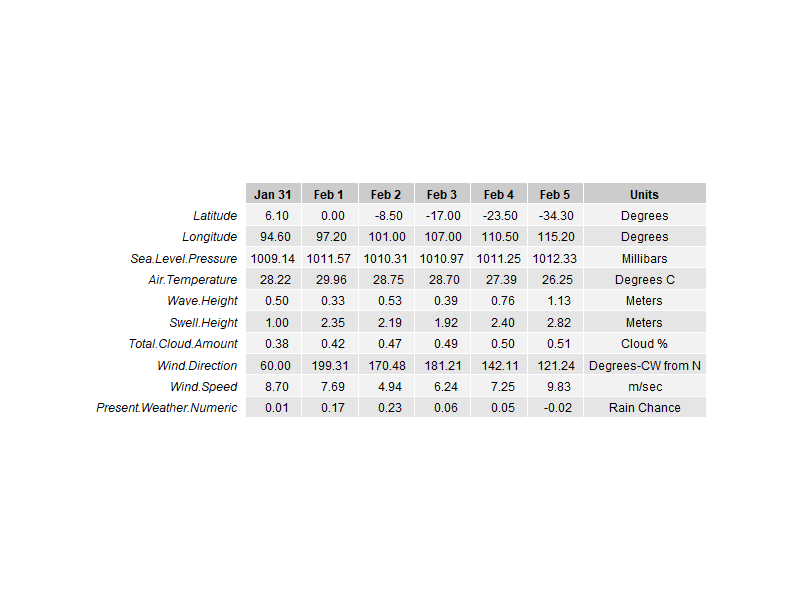 Jan 31 Feb 1 Feb 2 Feb 3 Feb 4 Feb 5 Units
Latitude 6.10 0.00 -8.50 -17.00 -23.50 -34.30 Degrees
Longitude 94.60 97.20 101.00 107.00 110.50 115.20 Degrees
Sea.Level.Pressure 1009.14 1011.57 1010.31 1010.97 1011.25 1012.33 Millibars
Air.Temperature 28.22 29.96 28.75 28.70 27.39 26.25 Degrees C
Wave.Height 0.50 0.33 0.53 0.39 0.76 1.13 Meters
Swell.Height 1.00 2.35 2.19 1.92 2.40 2.82 Meters
Total.Cloud.Amount 0.38 0.42 0.47 0.49 0.50 0.51 Cloud %
Wind.Direction 60.00 199.31 170.48 181.21 142.11 121.24 Degrees-CW from N
Wind.Speed 8.70 7.69 4.94 6.24 7.25 9.83 m/sec
Present.Weather.Numeric 0.01 0.17 0.23 0.06 0.05 -0.02 Rain Chance